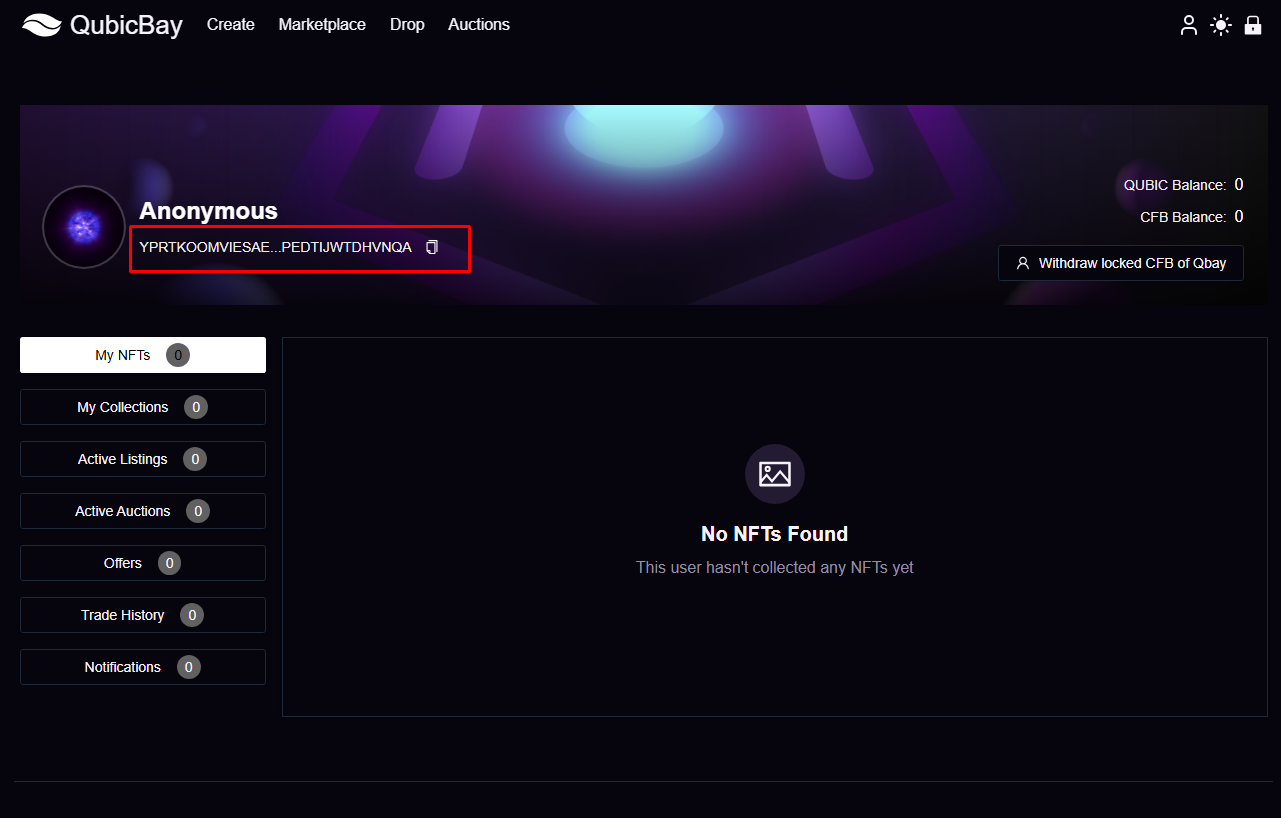 QubicBay Create Marketplace Drop Auctions
Anonymous
YPRTKOOMVIESAE...PEDTIJWTDHVNQA
QUBIC Balance: 0
CFB Balance: 0
Withdraw locked CFB of Qbay
My NFTs 0
My Collections 0
Active Listings 0
Active Auctions 0
Offers 0
Trade History 0
Notifications 0
No NFTs Found
This user hasn't collected any NFTs yet